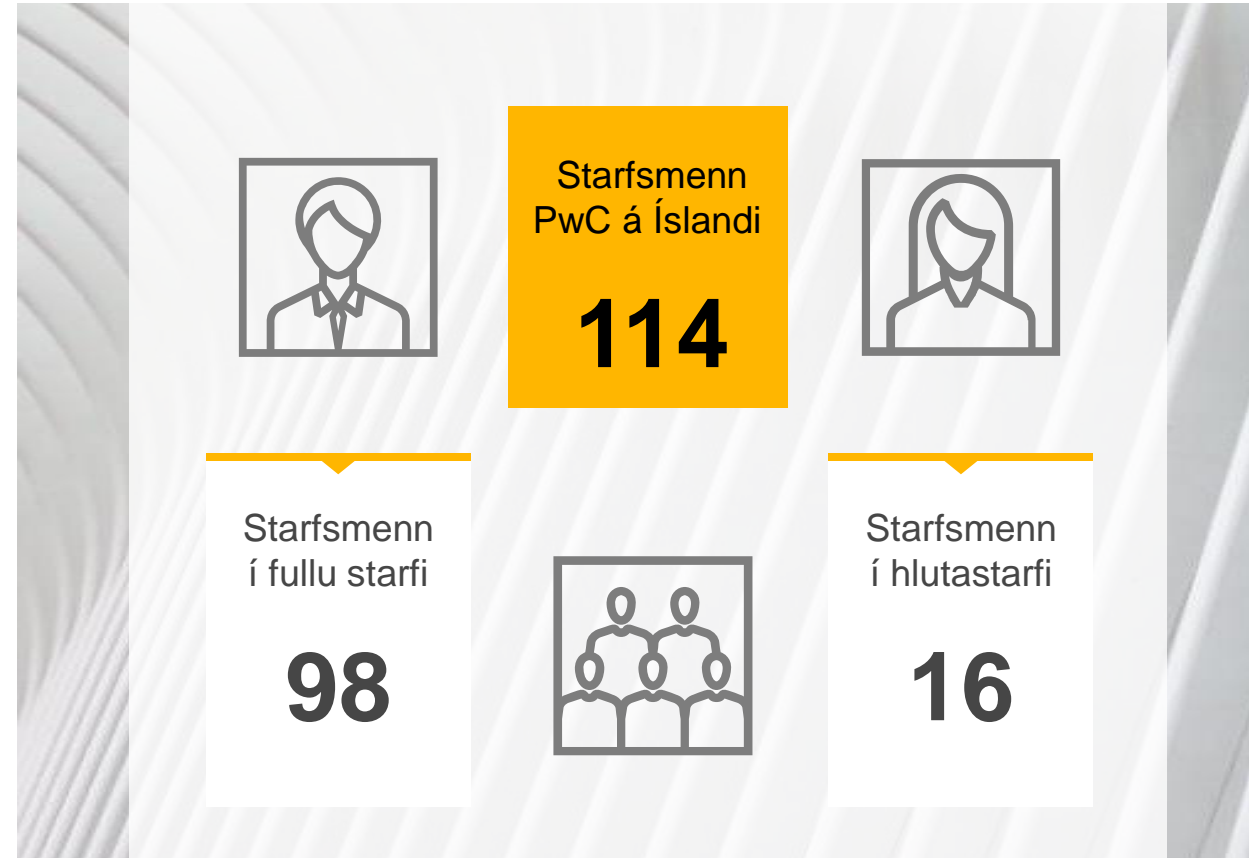 Starfsmenn
PwC á Íslandi
114
Starfsmenn
í fullu starfi
98
Starfsmenn
í hlutastarfi
16